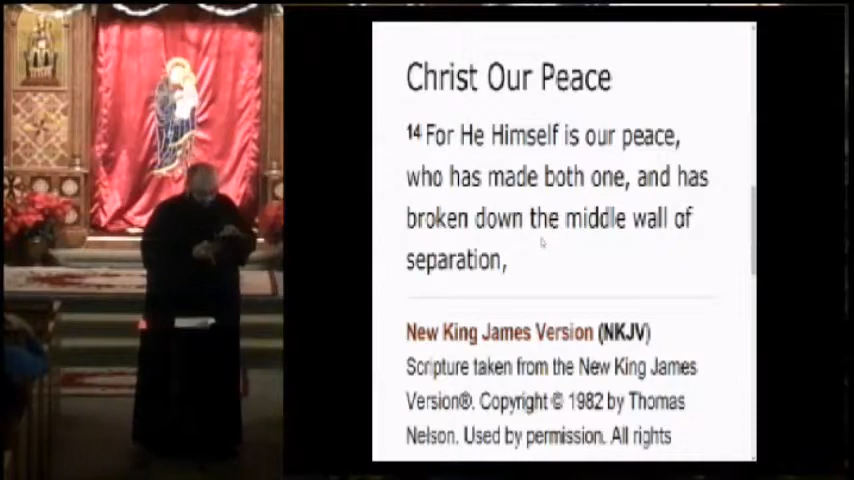 Christ Our Peace
14 For He Himself is our peace,
who has made both one, and has
broken down the middle wall of
separation,
New King James Version (NKJV)
Scripture taken from the New King James
Version®. Copyright © 1982 by Thomas
Nelson. Used by permission. All rights